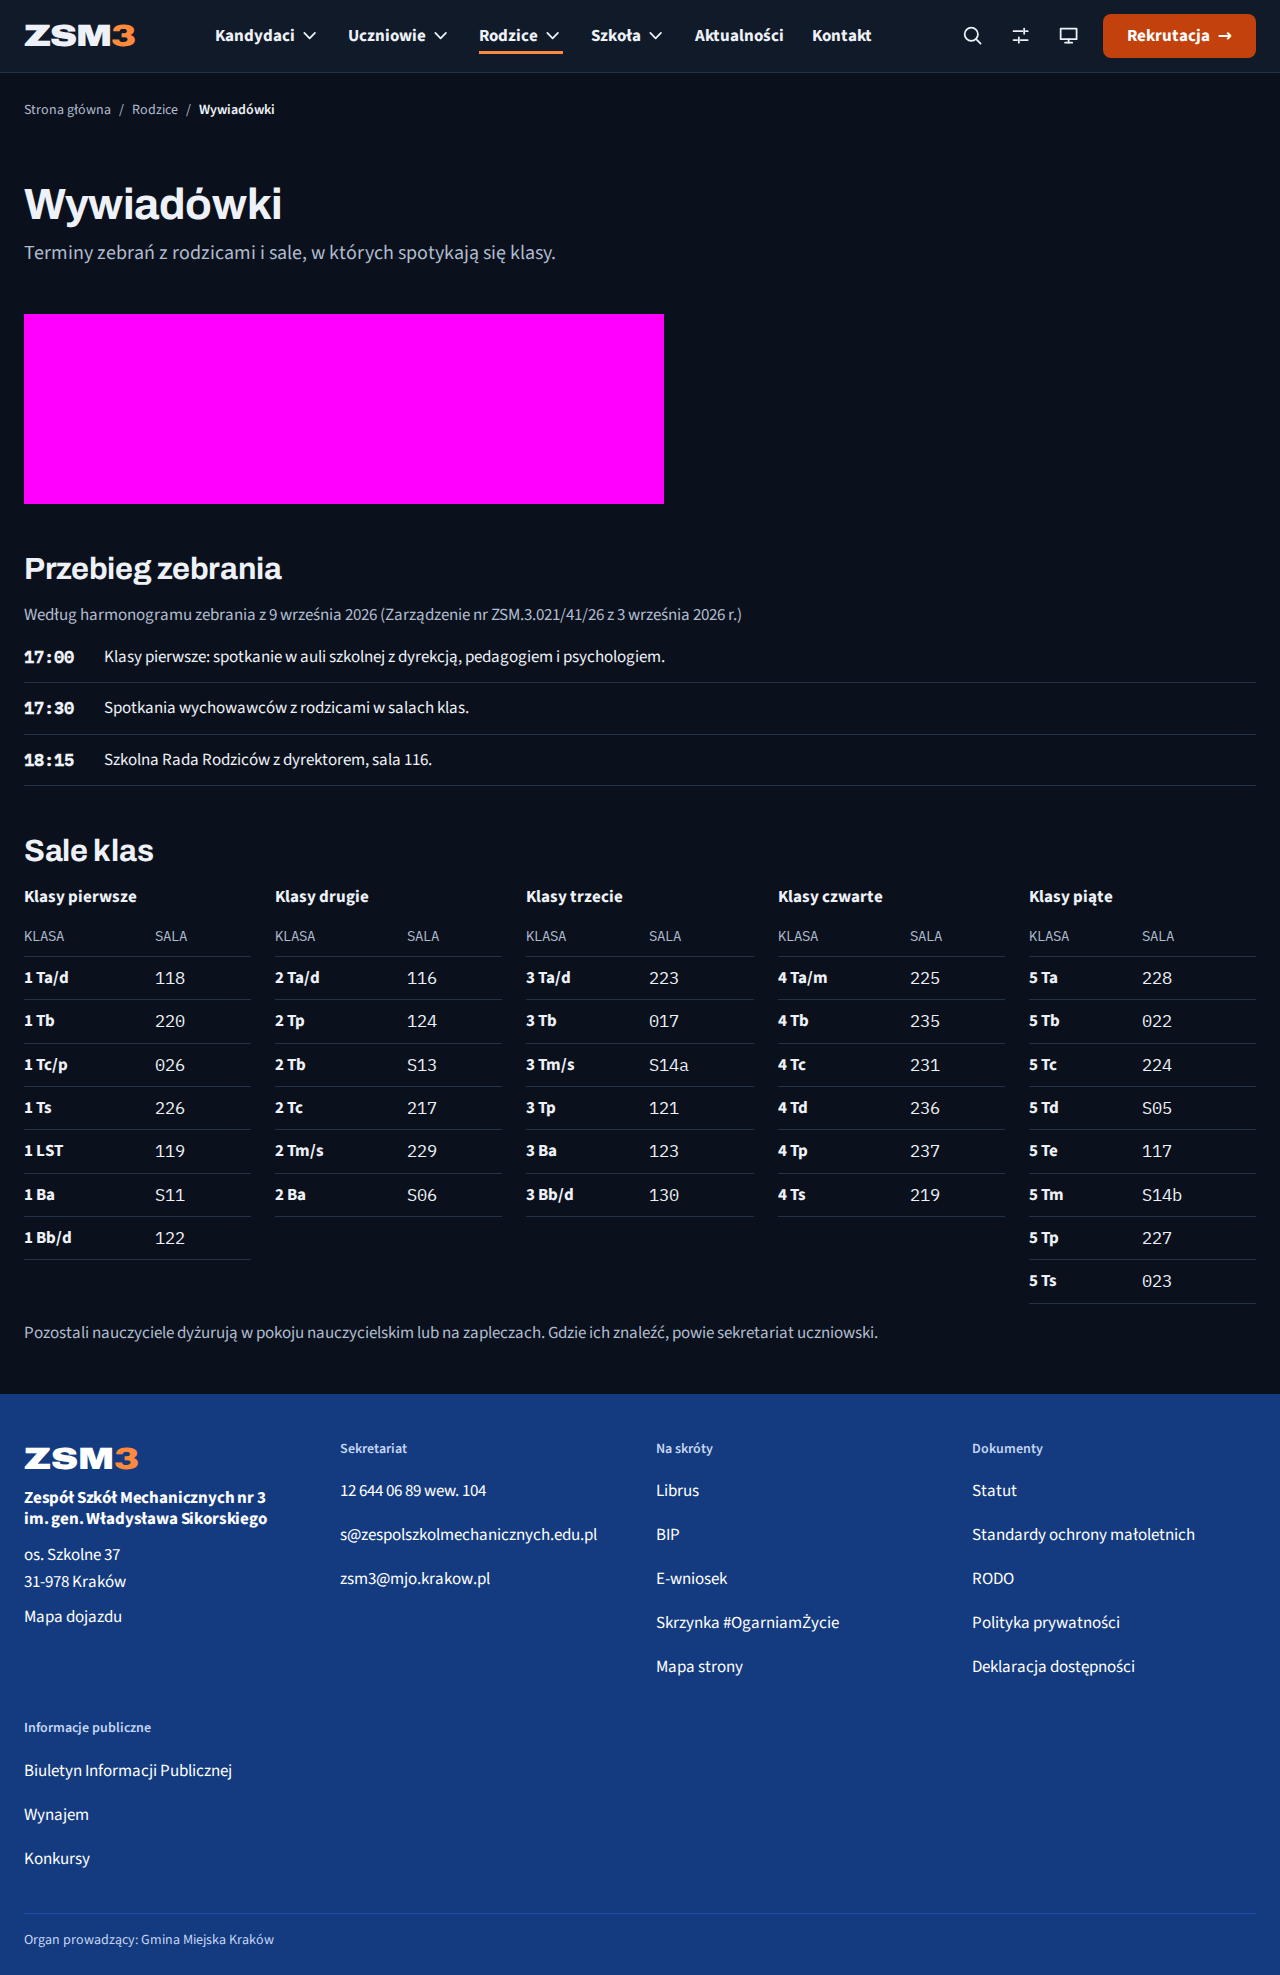 ZSM3
Kandydaci
Uczniowie
Rodzice
Szkoła
Aktualności
Kontakt
Rekrutacja →
Strona główna / Rodzice / Wywiadówki
Wywiadówki
Terminy zebrań z rodzicami i sale, w których spotykają się klasy.
Przebieg zebrania
Według harmonogramu zebrania z 9 września 2026 (Zarządzenie nr ZSM.3.021/41/26 z 3 września 2026 r.)
17:00 Klasy pierwsze: spotkanie w auli szkolnej z dyrekcją, pedagogiem i psychologiem.
17:30 Spotkania wychowawców z rodzicami w salach klas.
18:15 Szkolna Rada Rodziców z dyrektorem, sala 116.
Sale klas
Klasy pierwsze
KLASA SALA
1 Ta/d 118
1 Tb 220
1 Tc/p 026
1 Ts 226
1 LST 119
1 Ba S11
1 Bb/d 122
Klasy drugie
KLASA SALA
2 Ta/d 116
2 Tp 124
2 Tb S13
2 Tc 217
2 Tm/s 229
2 Ba S06
Klasy trzecie
KLASA SALA
3 Ta/d 223
3 Tb 017
3 Tm/s S14a
3 Tp 121
3 Ba 123
3 Bb/d 130
Klasy czwarte
KLASA SALA
4 Ta/m 225
4 Tb 235
4 Tc 231
4 Td 236
4 Tp 237
4 Ts 219
Klasy piąte
KLASA SALA
5 Ta 228
5 Tb 022
5 Tc 224
5 Td S05
5 Te 117
5 Tm S14b
5 Tp 227
5 Ts 023
Pozostali nauczyciele dyżurują w pokoju nauczycielskim lub na zapleczach. Gdzie ich znaleźć, powie sekretariat uczniowski.
ZSM3
Zespół Szkół Mechanicznych nr 3
im. gen. Władysława Sikorskiego
os. Szkolne 37
31-978 Kraków
Mapa dojazdu
Sekretariat
12 644 06 89 wew. 104
s@zespolszkolmechanicznych.edu.pl
zsm3@mjo.krakow.pl
Na skróty
Librus
BIP
E-wniosek
Skrzynka #OgarniamŻycie
Mapa strony
Dokumenty
Statut
Standardy ochrony małoletnich
RODO
Polityka prywatności
Deklaracja dostępności
Informacje publiczne
Biuletyn Informacji Publicznej
Wynajem
Konkursy
Organ prowadzący: Gmina Miejska Kraków